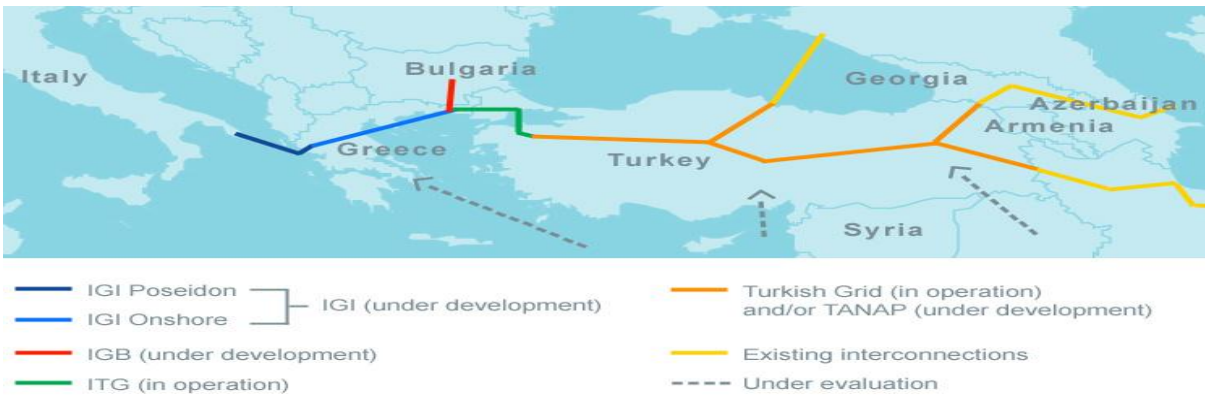 Italy
Bulgaria
Georgia
Azerbaijan
Armenia
Greece
Turkey
Syria
IGI Poseidon
IGI Onshore
IGI (under development)
IGB (under development)
ITG (in operation)
Turkish Grid (in operation)
and/or TANAP (under development)
Existing interconnections
Under evaluation